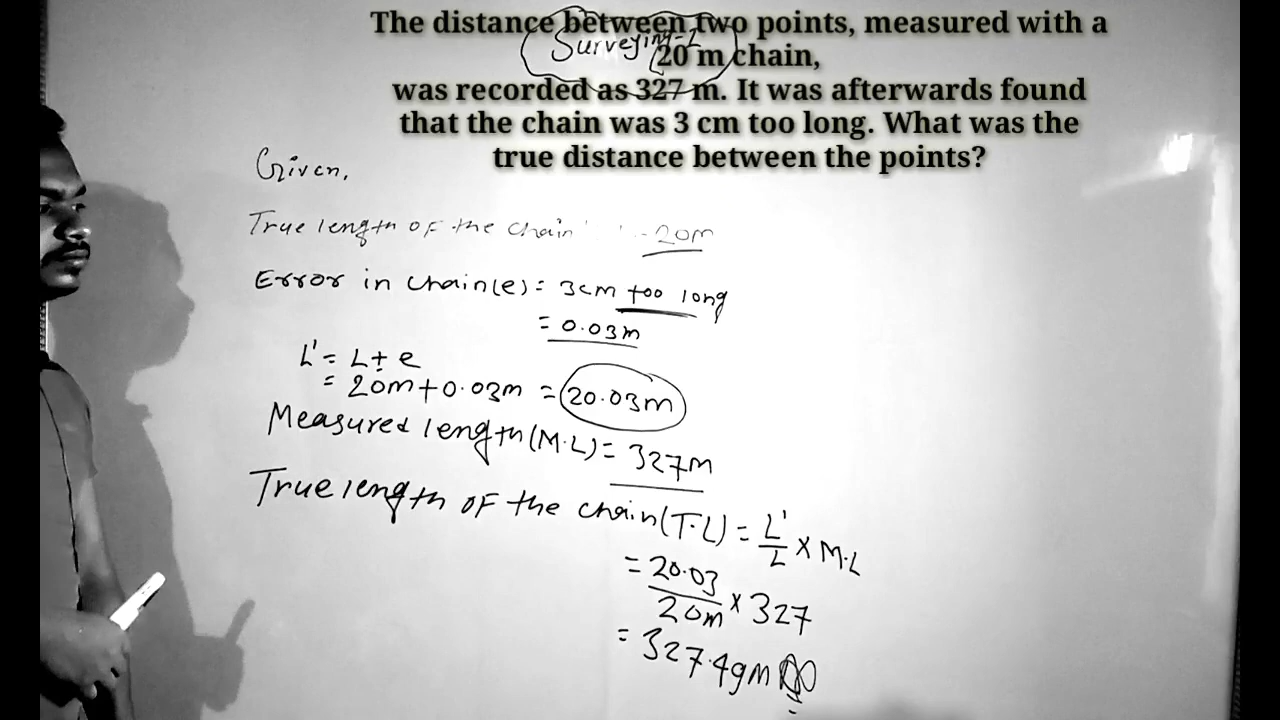 The distance between two points, measured with a
Surveying-I
20 m chain,
was recorded as 327 m. It was afterwards found
that the chain was 3 cm too long. What was the
true distance between the points?
Given,
True length of the chain = 20m
Error in chain(e) = 3cm too long
= 0.03m
L' = L ± e
= 20m + 0.03m = 20.03m
Measured length (M.L) = 327m
True length of the chain (T.L) = L'/L × M.L
= 20.03/20m × 327
= 327.49m